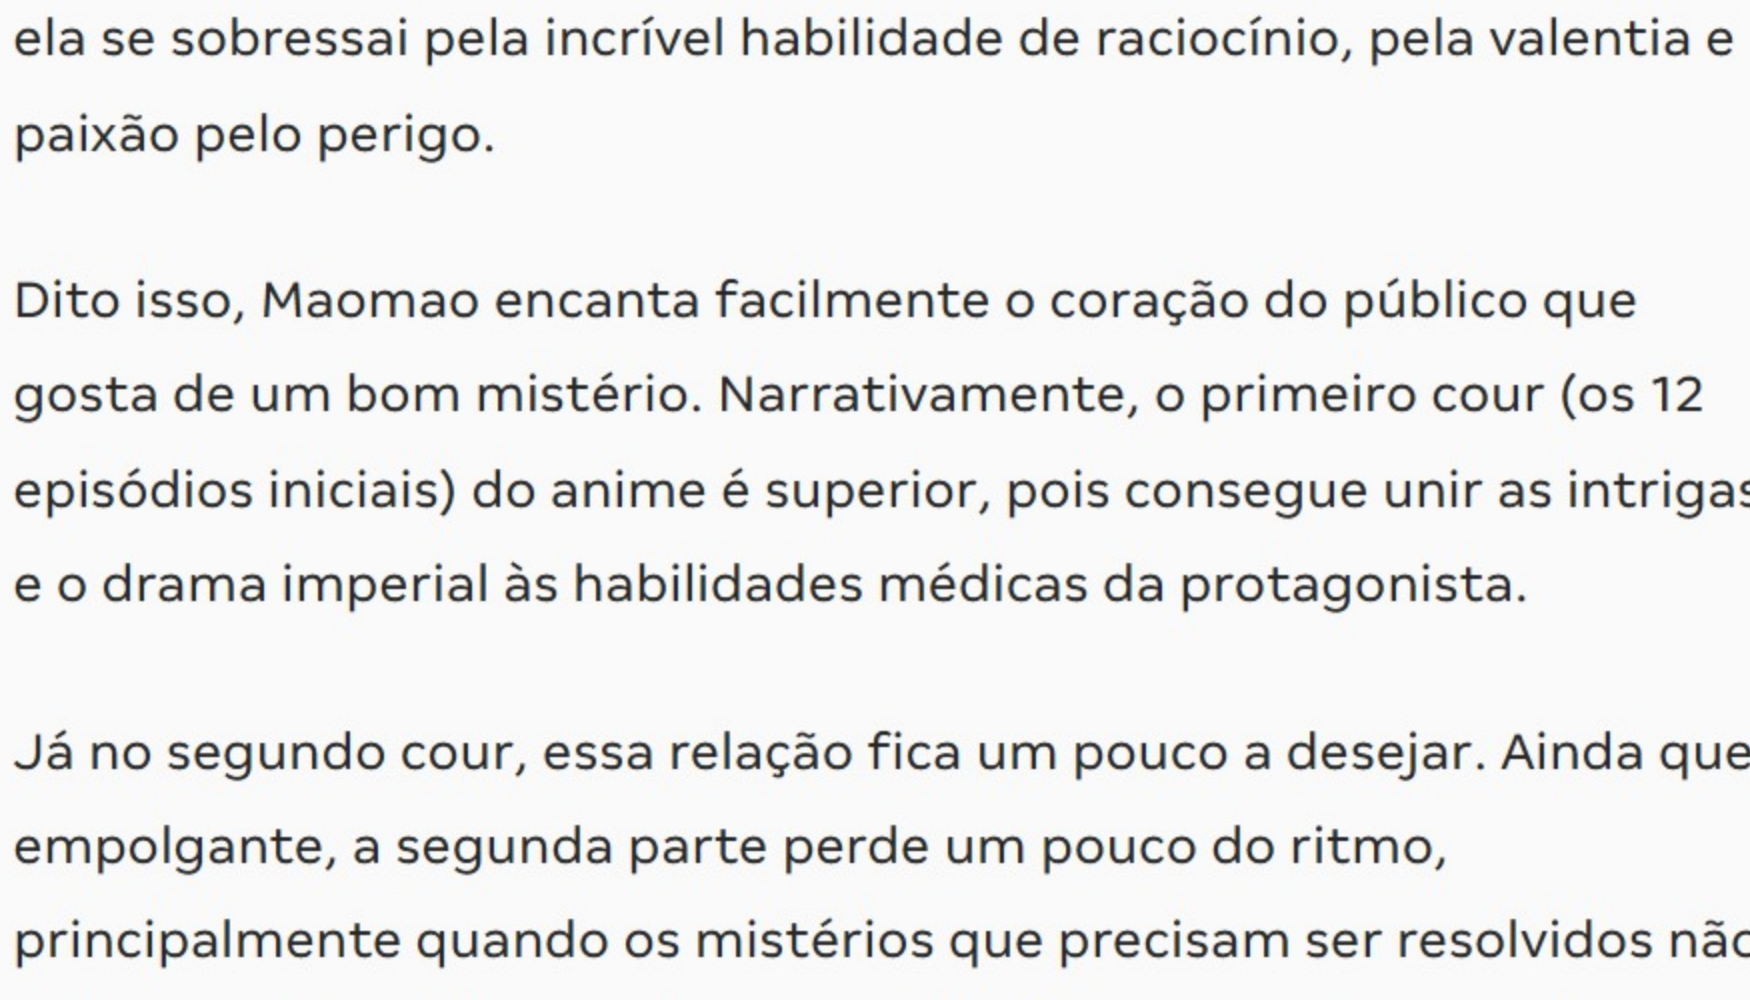 ela se sobressai pela incrível habilidade de raciocínio, pela valentia e
paixão pelo perigo.
Dito isso, Maomao encanta facilmente o coração do público que
gosta de um bom mistério. Narrativamente, o primeiro cour (os 12
episódios iniciais) do anime é superior, pois consegue unir as intrigas
e o drama imperial às habilidades médicas da protagonista.
Já no segundo cour, essa relação fica um pouco a desejar. Ainda que
empolgante, a segunda parte perde um pouco do ritmo,
principalmente quando os mistérios que precisam ser resolvidos não